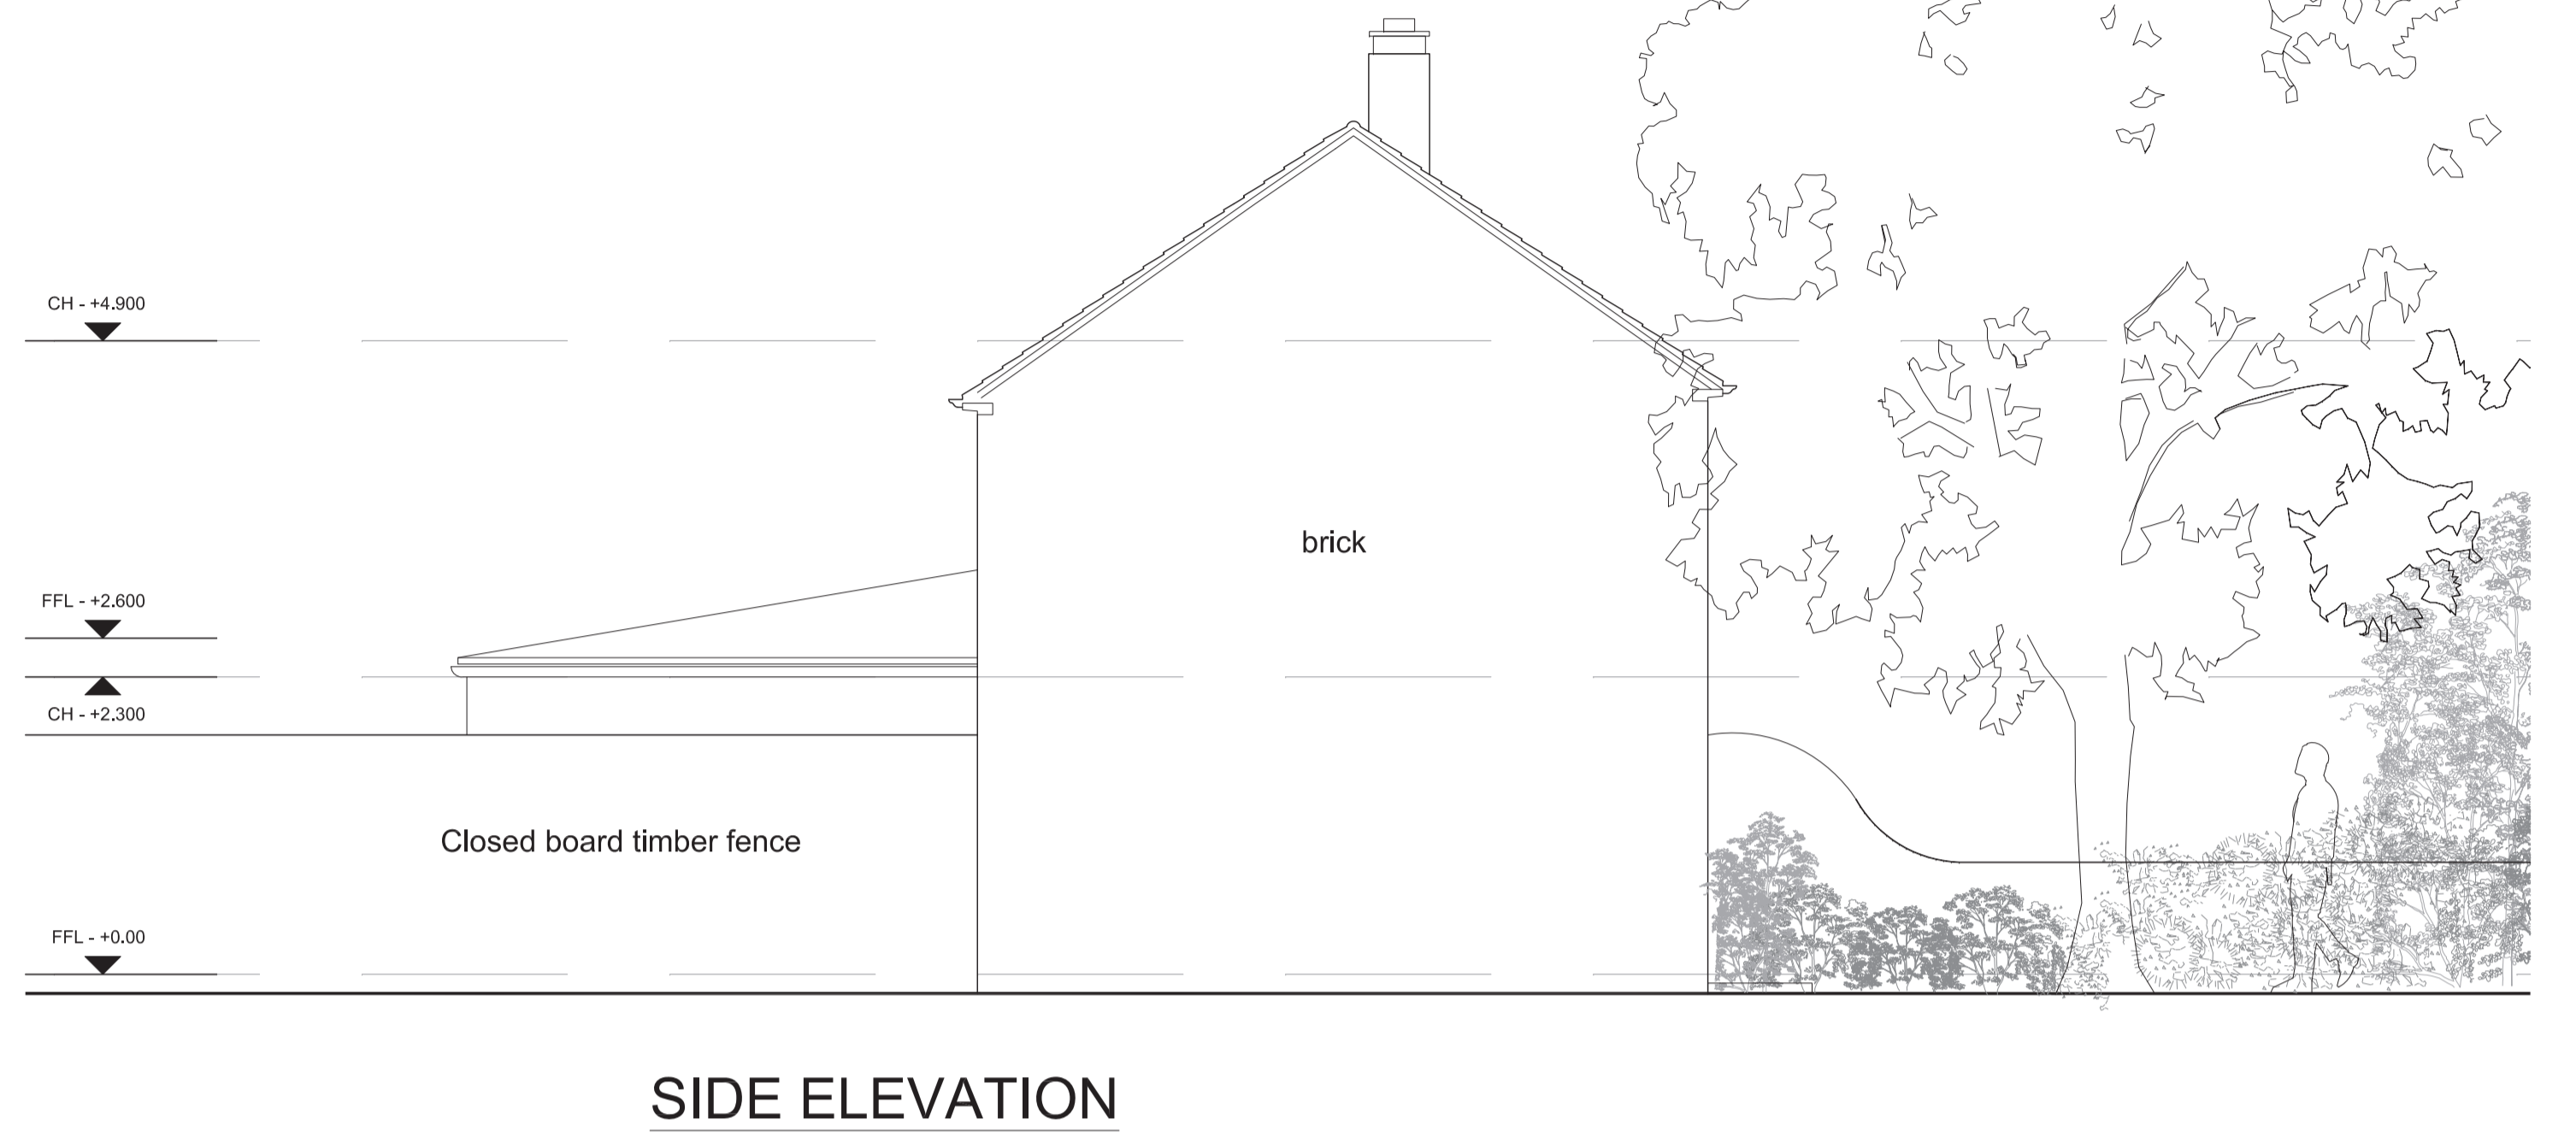 CH - +4.900
brick
FFL - +2.600
CH - +2.300
Closed board timber fence
FFL - +0.00
SIDE ELEVATION